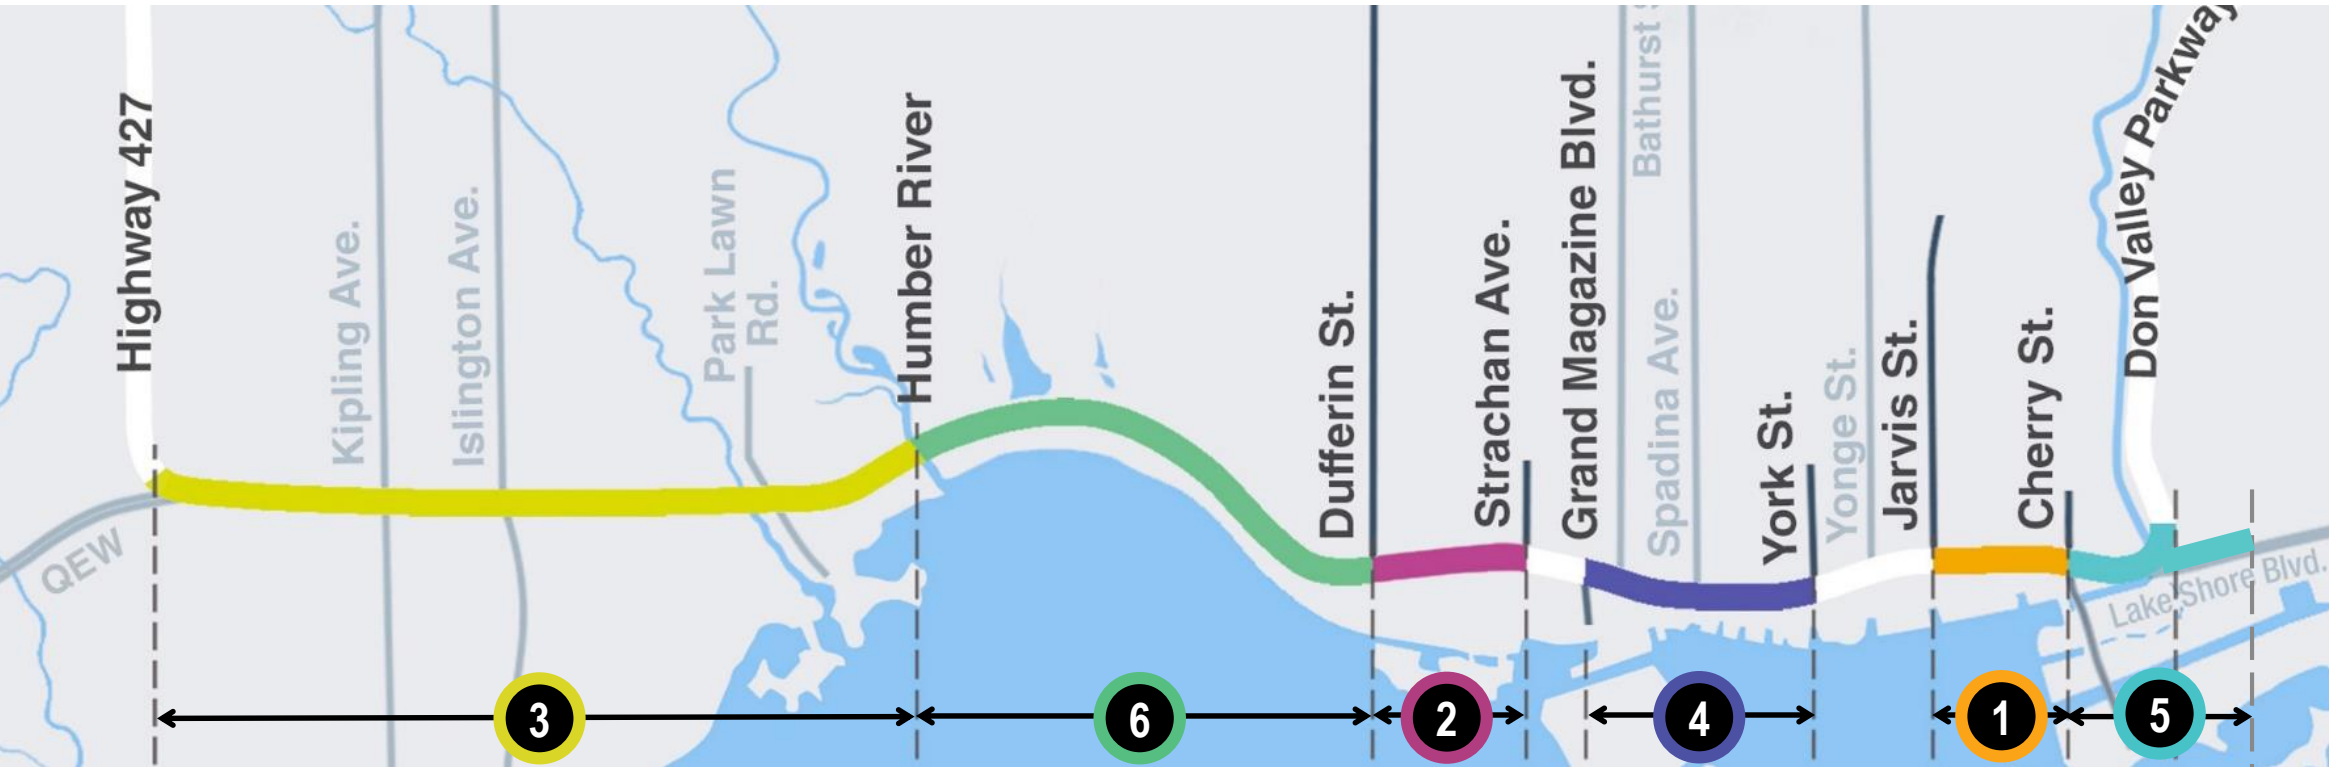 Highway 427
QEW
Kipling Ave.
Islington Ave.
Park Lawn
Rd.
Humber River
Dufferin St.
Strachan Ave.
Grand Magazine Blvd.
Bathurst
Spadina Ave.
York St.
Yonge St.
Jarvis St.
Cherry St.
Don Valley Parkway
Lake Shore Blvd.
3
6
2
4
1
5